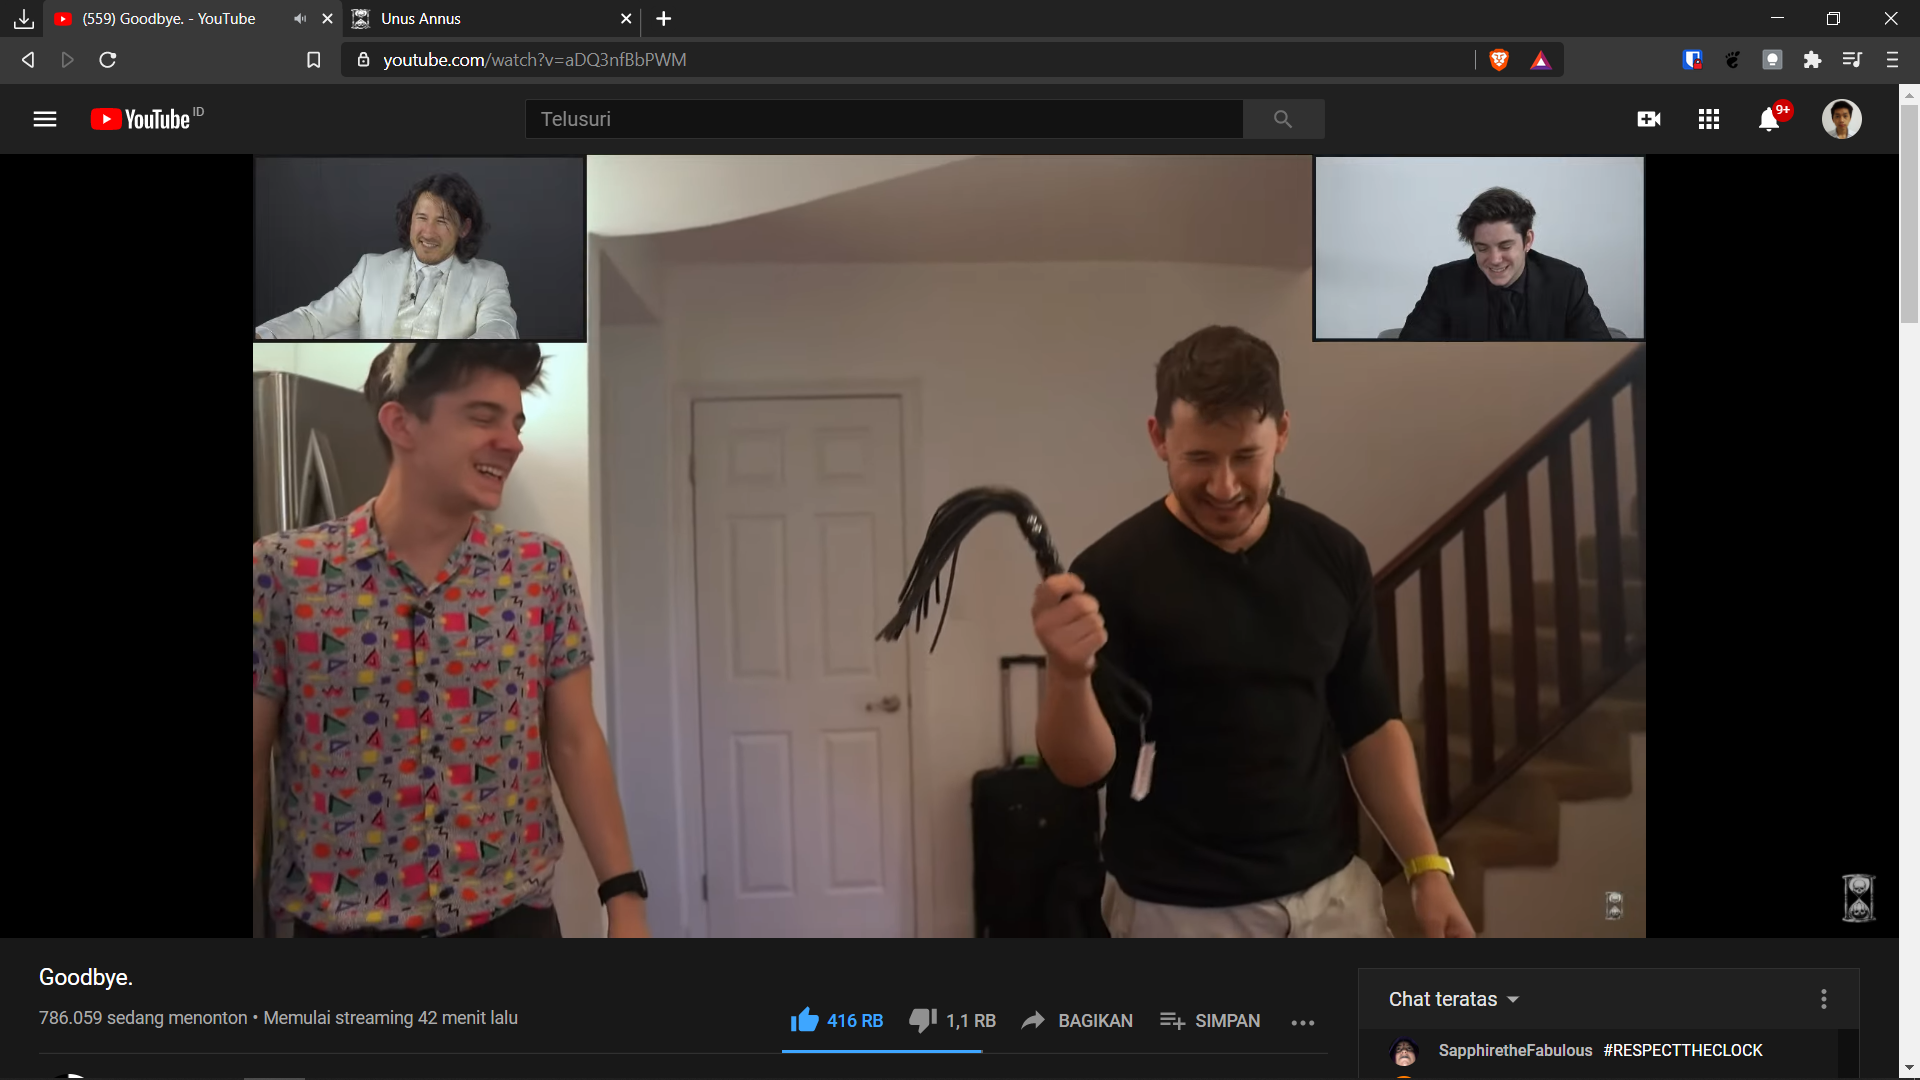 (559) Goodbye. - YouTube
Unus Annus
youtube.com/watch?v=aDQ3nfBbPWM
YouTube ID
Telusuri
9+
Goodbye.
786.059 sedang menonton • Memulai streaming 42 menit lalu
416 RB
1,1 RB
BAGIKAN
SIMPAN
Chat teratas
SapphiretheFabulous #RESPECTTHECLOCK